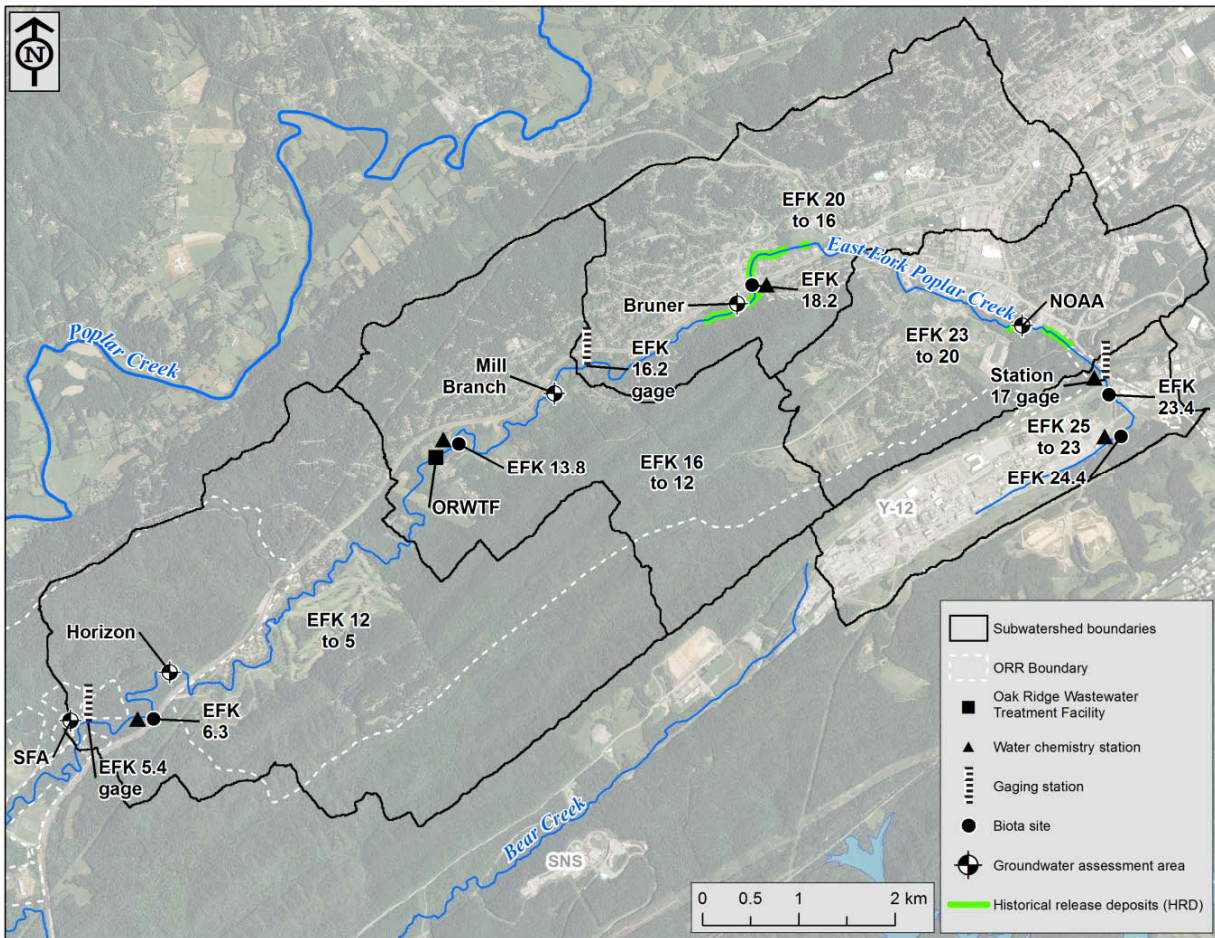 N
EFK 20
to 16
East Fork Poplar Creek
EFK
18.2
Bruner
NOAA
Poplar Creek
EFK 23
to 20
EFK
16.2
gage
Mill
Branch
Station
17 gage
EFK
23.4
EFK 25
to 23
EFK 13.8
EFK 16
to 12
EFK 24.4
ORWTF
Y-12
EFK 12
to 5
Horizon
EFK
6.3
SFA
EFK 5.4
gage
Bear Creek
SNS
Subwatershed boundaries
ORR Boundary
Oak Ridge Wastewater
Treatment Facility
Water chemistry station
Gaging station
Biota site
Groundwater assessment area
Historical release deposits (HRD)
0 0.5 1 2 km